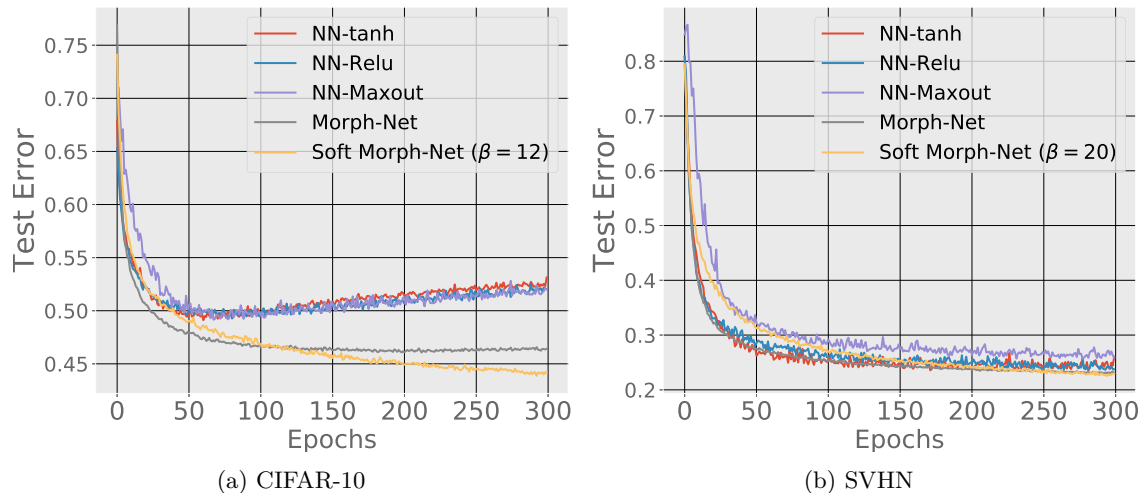 Test Error
0.75
0.70
0.65
0.60
0.55
0.50
0.45
NN-tanh
NN-Relu
NN-Maxout
Morph-Net
Soft Morph-Net (β = 12)
0 50 100 150 200 250 300
Epochs
(a) CIFAR-10
Test Error
0.8
0.7
0.6
0.5
0.4
0.3
0.2
NN-tanh
NN-Relu
NN-Maxout
Morph-Net
Soft Morph-Net (β = 20)
0 50 100 150 200 250 300
Epochs
(b) SVHN